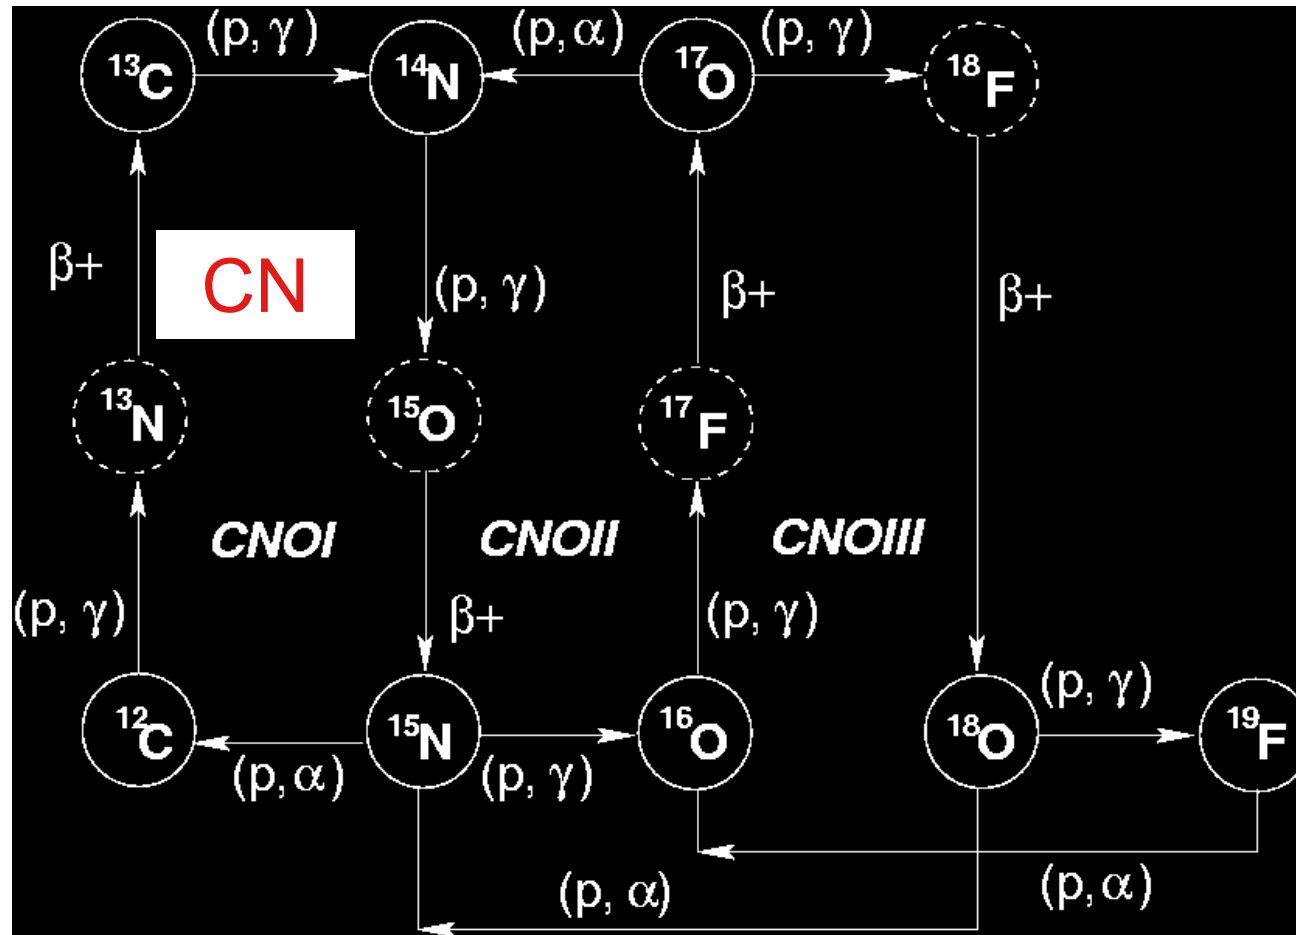 (p, γ) (p, α) (p, γ)
¹³C ¹⁴N ¹⁷O ¹⁸F
β+ CN (p, γ) β+ β+
¹³N ¹⁵O ¹⁷F
CNOI CNOII CNOIII
(p, γ) β+ (p, γ)
(p, γ)
¹²C ¹⁵N ¹⁶O ¹⁸O ¹⁹F
(p, α) (p, γ)
(p, α) (p, α)